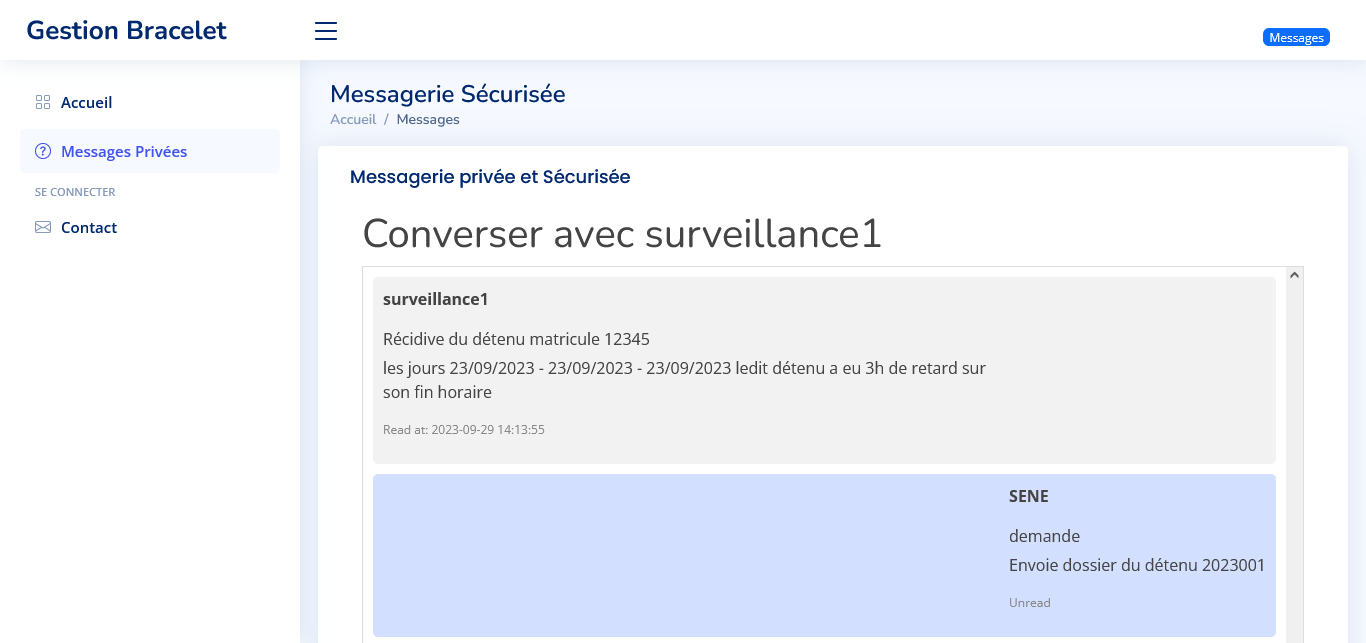 Gestion Bracelet
Messages
Accueil
Messages Privées
SE CONNECTER
Contact
Messagerie Sécurisée
Accueil / Messages
Messagerie privée et Sécurisée
Converser avec surveillance1
surveillance1
Récidive du détenu matricule 12345
les jours 23/09/2023 - 23/09/2023 - 23/09/2023 ledit détenu a eu 3h de retard sur
son fin horaire
Read at: 2023-09-29 14:13:55
SENE
demande
Envoie dossier du détenu 2023001
Unread